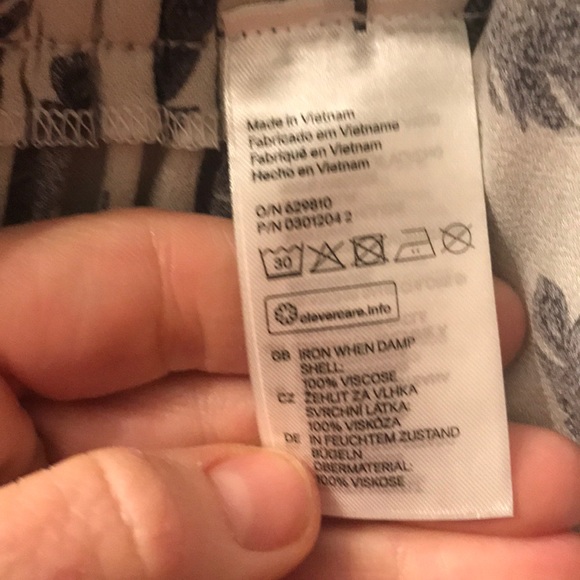 Made in Vietnam
Fabricado em Vietname
Fabriqué en Vietnam
Hecho en Vietnam
O/N 629810
P/N 0301204 2
30
clevercare.info
GB IRON WHEN DAMP
SHELL:
100% VISCOSE
CZ ŽEHLIT ZA VLHKA
SVRCHNÍ LÁTKA:
100% VISKÓZA
DE IN FEUCHTEM ZUSTAND
BÜGELN
OBERMATERIAL:
100% VISKOSE